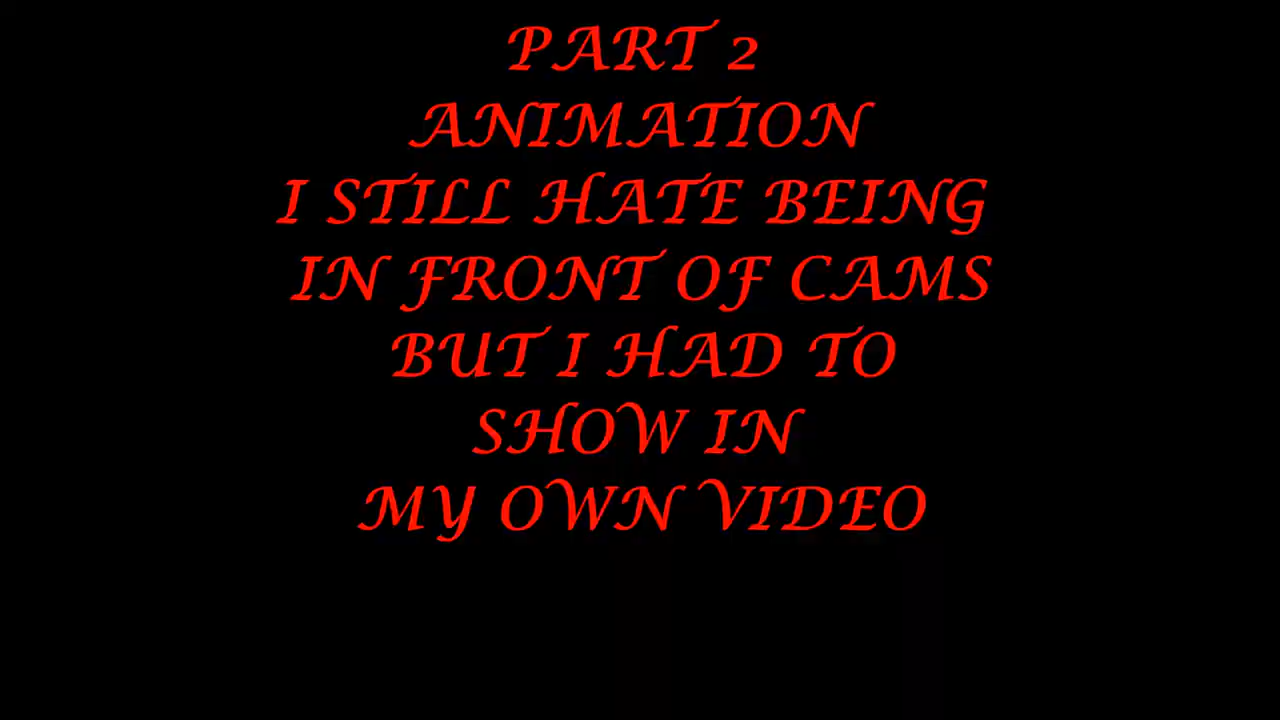 PART 2
ANIMATION
I STILL HATE BEING
IN FRONT OF CAMS
BUT I HAD TO
SHOW IN
MY OWN VIDEO